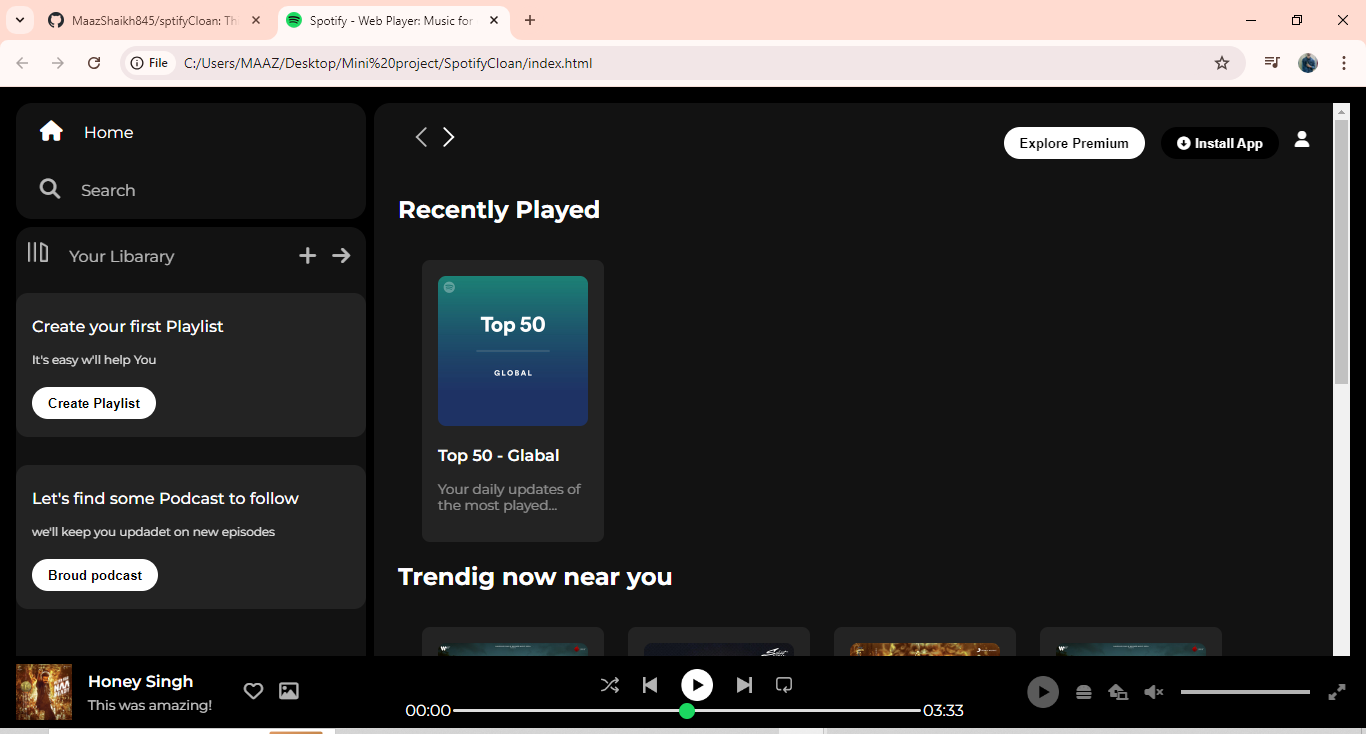 MaazShaikh845/sptifyCloan: Th
Spotify - Web Player: Music for
File
C:/Users/MAAZ/Desktop/Mini%20project/SpotifyCloan/index.html
Home
Search
Your Libarary
Create your first Playlist
It's easy w'll help You
Create Playlist
Let's find some Podcast to follow
we'll keep you updadet on new episodes
Broud podcast
Explore Premium
Install App
Recently Played
Top 50
GLOBAL
Top 50 - Glabal
Your daily updates of
the most played...
Trendig now near you
Honey Singh
This was amazing!
00:00
03:33